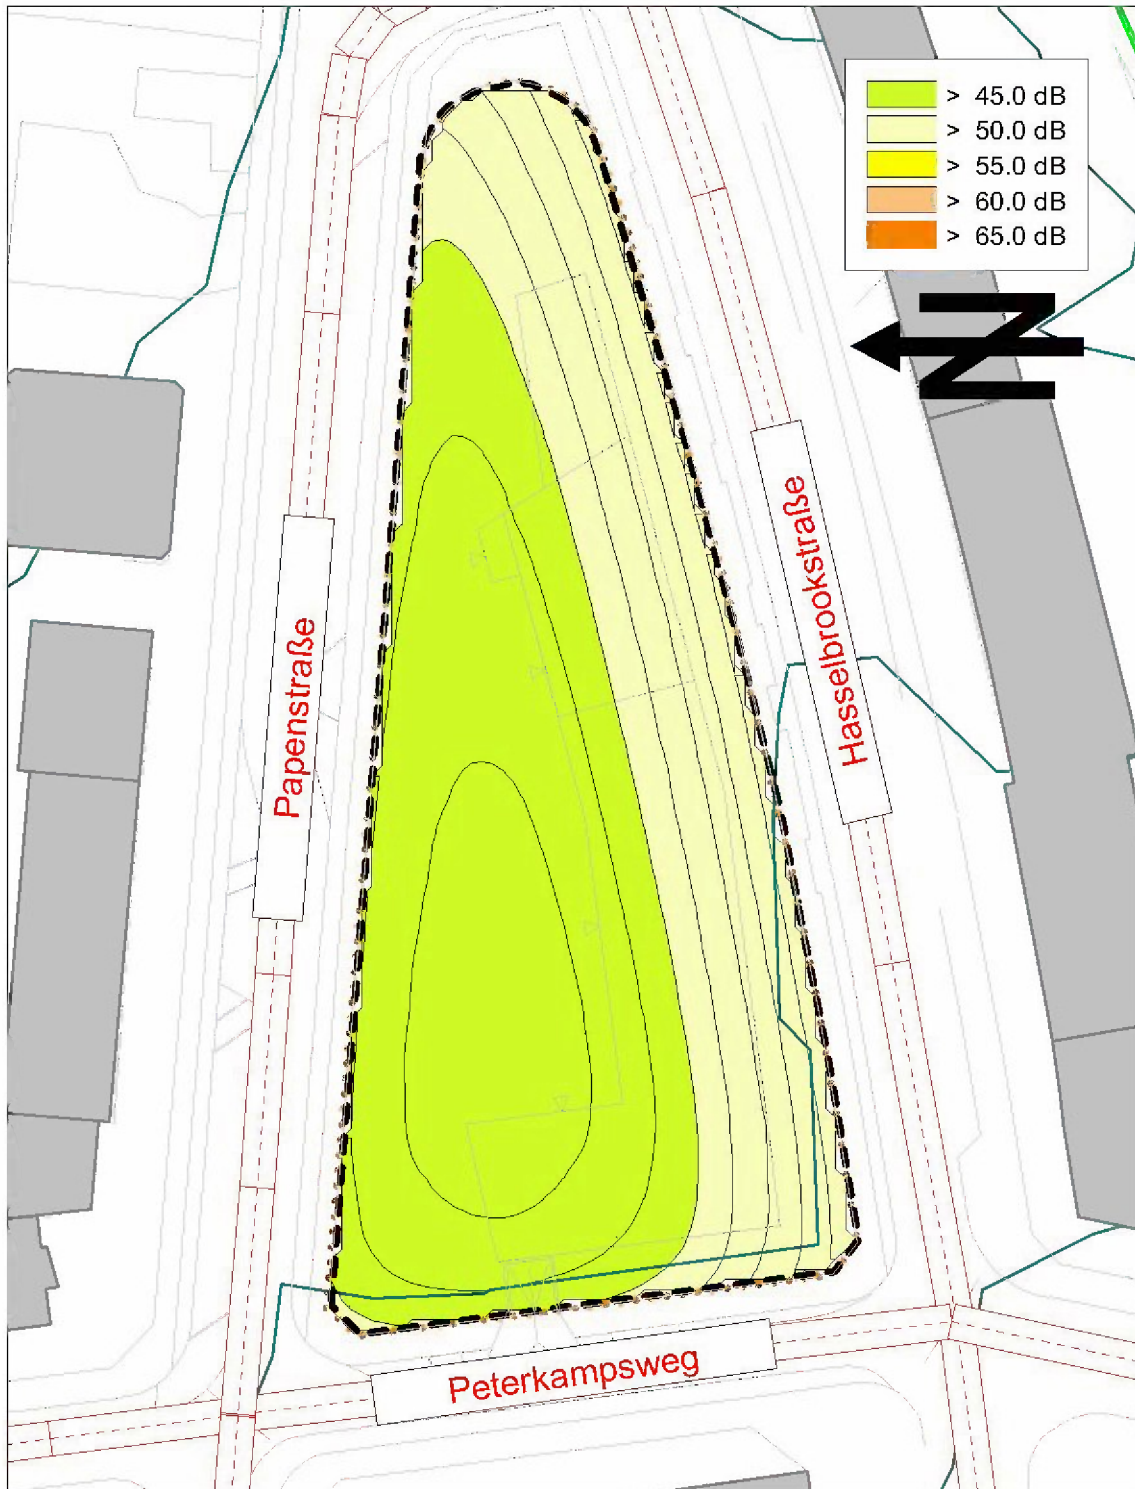 > 45.0 dB
> 50.0 dB
> 55.0 dB
> 60.0 dB
> 65.0 dB
N
Hasselbrookstraße
Papenstraße
Peterkampsweg